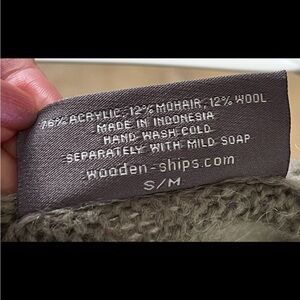 76% ACRYLIC, 12% MOHAIR, 12% WOOL
MADE IN INDONESIA
HAND WASH COLD
SEPARATELY WITH MILD SOAP
wooden-ships.com
S/M